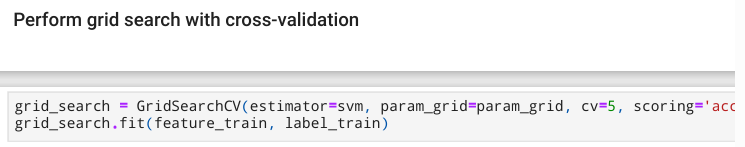 Perform grid search with cross-validation
grid_search = GridSearchCV(estimator=svm, param_grid=param_grid, cv=5, scoring='acc
grid_search.fit(feature_train, label_train)